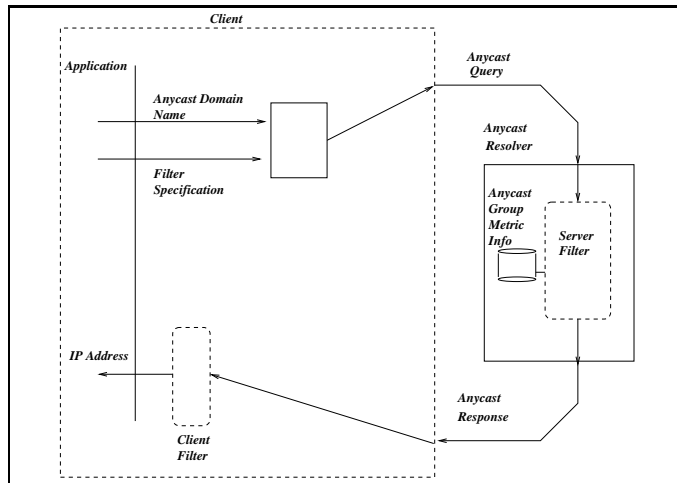 Client
Application
Anycast Domain
Name
Filter
Specification
Anycast
Query
Anycast
Resolver
Anycast
Group
Metric
Info
Server
Filter
IP Address
Client
Filter
Anycast
Response